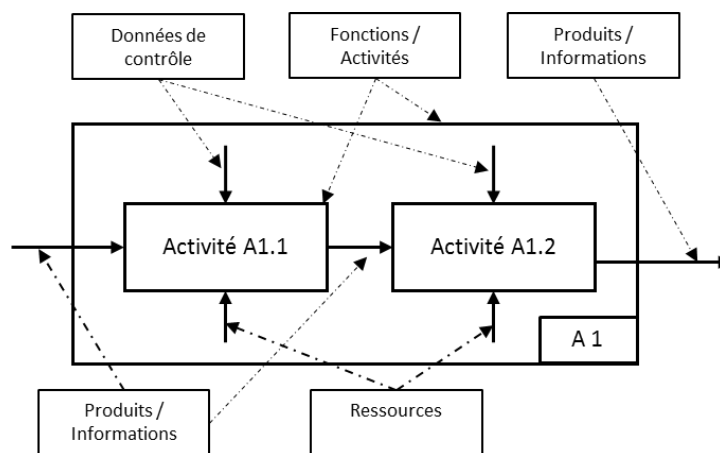 Données de
contrôle
Fonctions /
Activités
Produits /
Informations
Activité A1.1
Activité A1.2
A 1
Produits /
Informations
Ressources